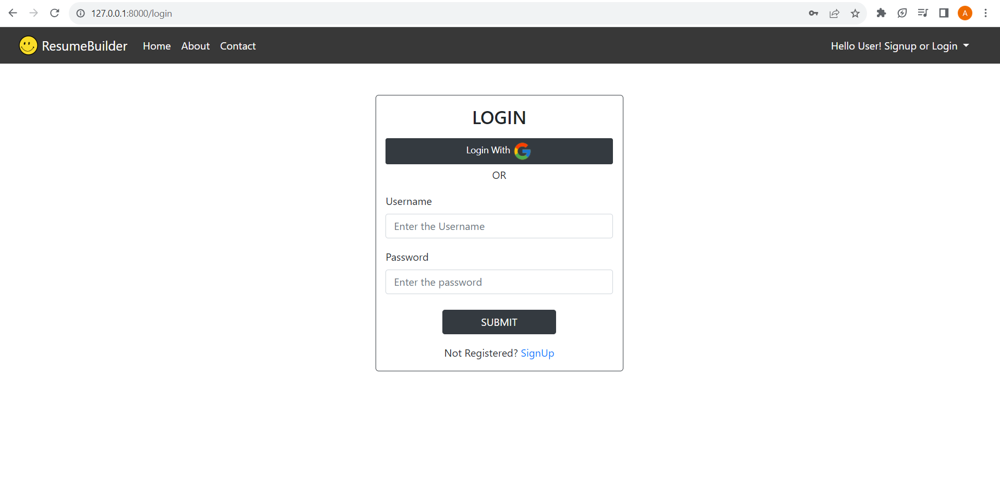 127.0.0.1:8000/login
A
ResumeBuilder Home About Contact Hello User! Signup or Login
LOGIN
Login With G
OR
Username
Enter the Username
Password
Enter the password
SUBMIT
Not Registered? SignUp